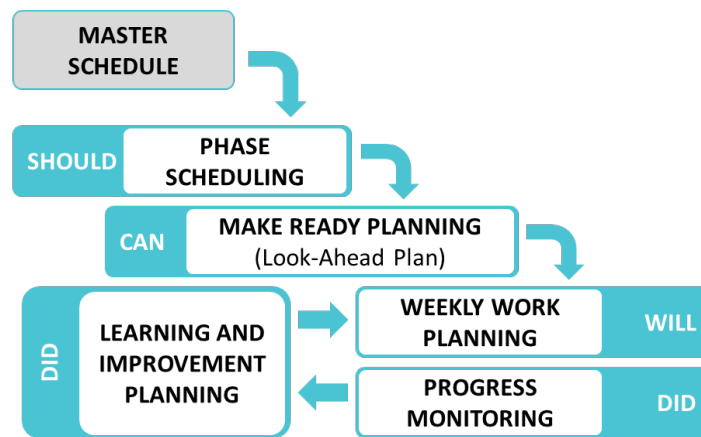 MASTER
SCHEDULE
SHOULD
PHASE
SCHEDULING
CAN
MAKE READY PLANNING
(Look-Ahead Plan)
DID
LEARNING AND
IMPROVEMENT
PLANNING
WEEKLY WORK
PLANNING
WILL
PROGRESS
MONITORING
DID